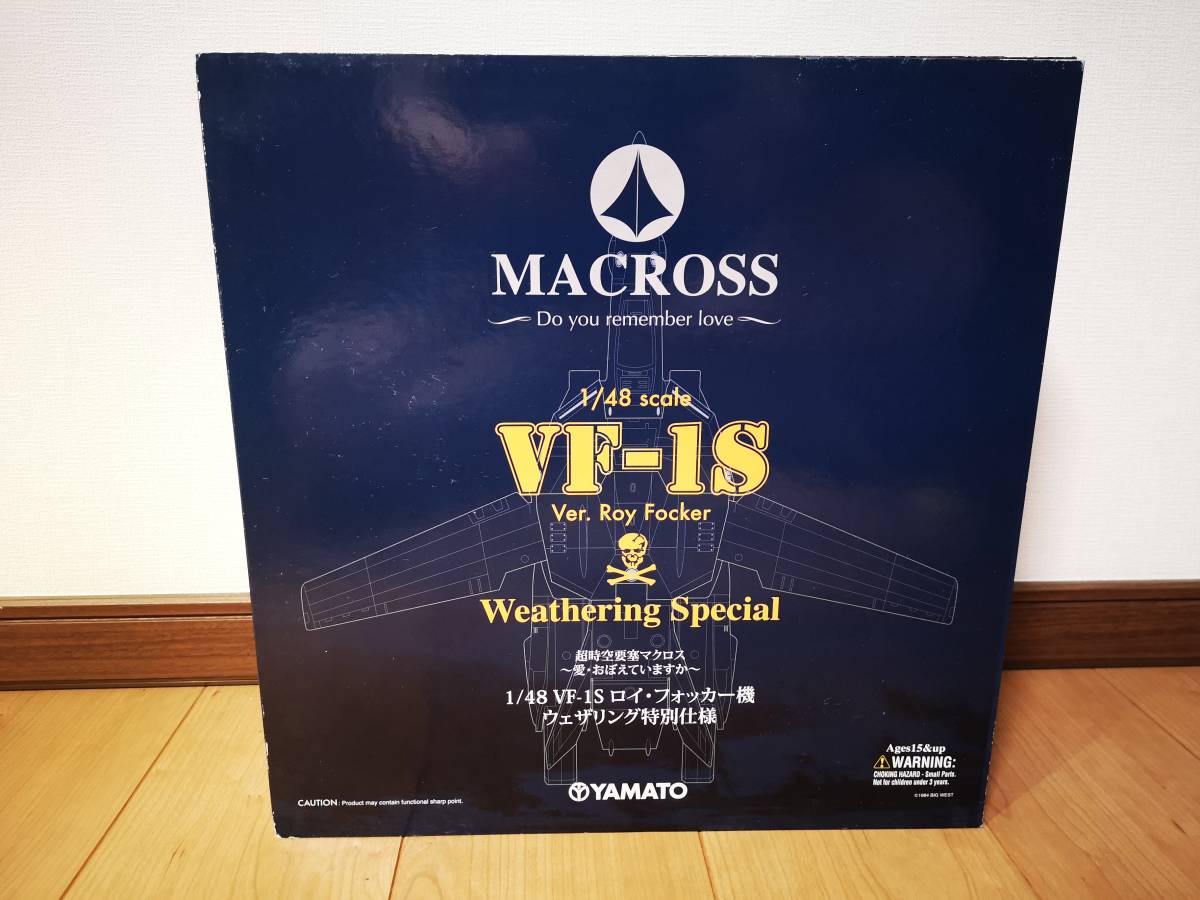 MACROSS
Do you remember love
1/48 scale
VF-1S
Ver. Roy Focker
Weathering Special
超時空要塞マクロス
～愛・おぼえていますか～
1/48 VF-1S ロイ・フォッカー機
ウェザリング特別仕様
YAMATO
CAUTION : Product may contain functional sharp point.
Ages15&up
WARNING:
CHOKING HAZARD - Small Parts.
Not for children under 3 years.
©1984 BIG WEST